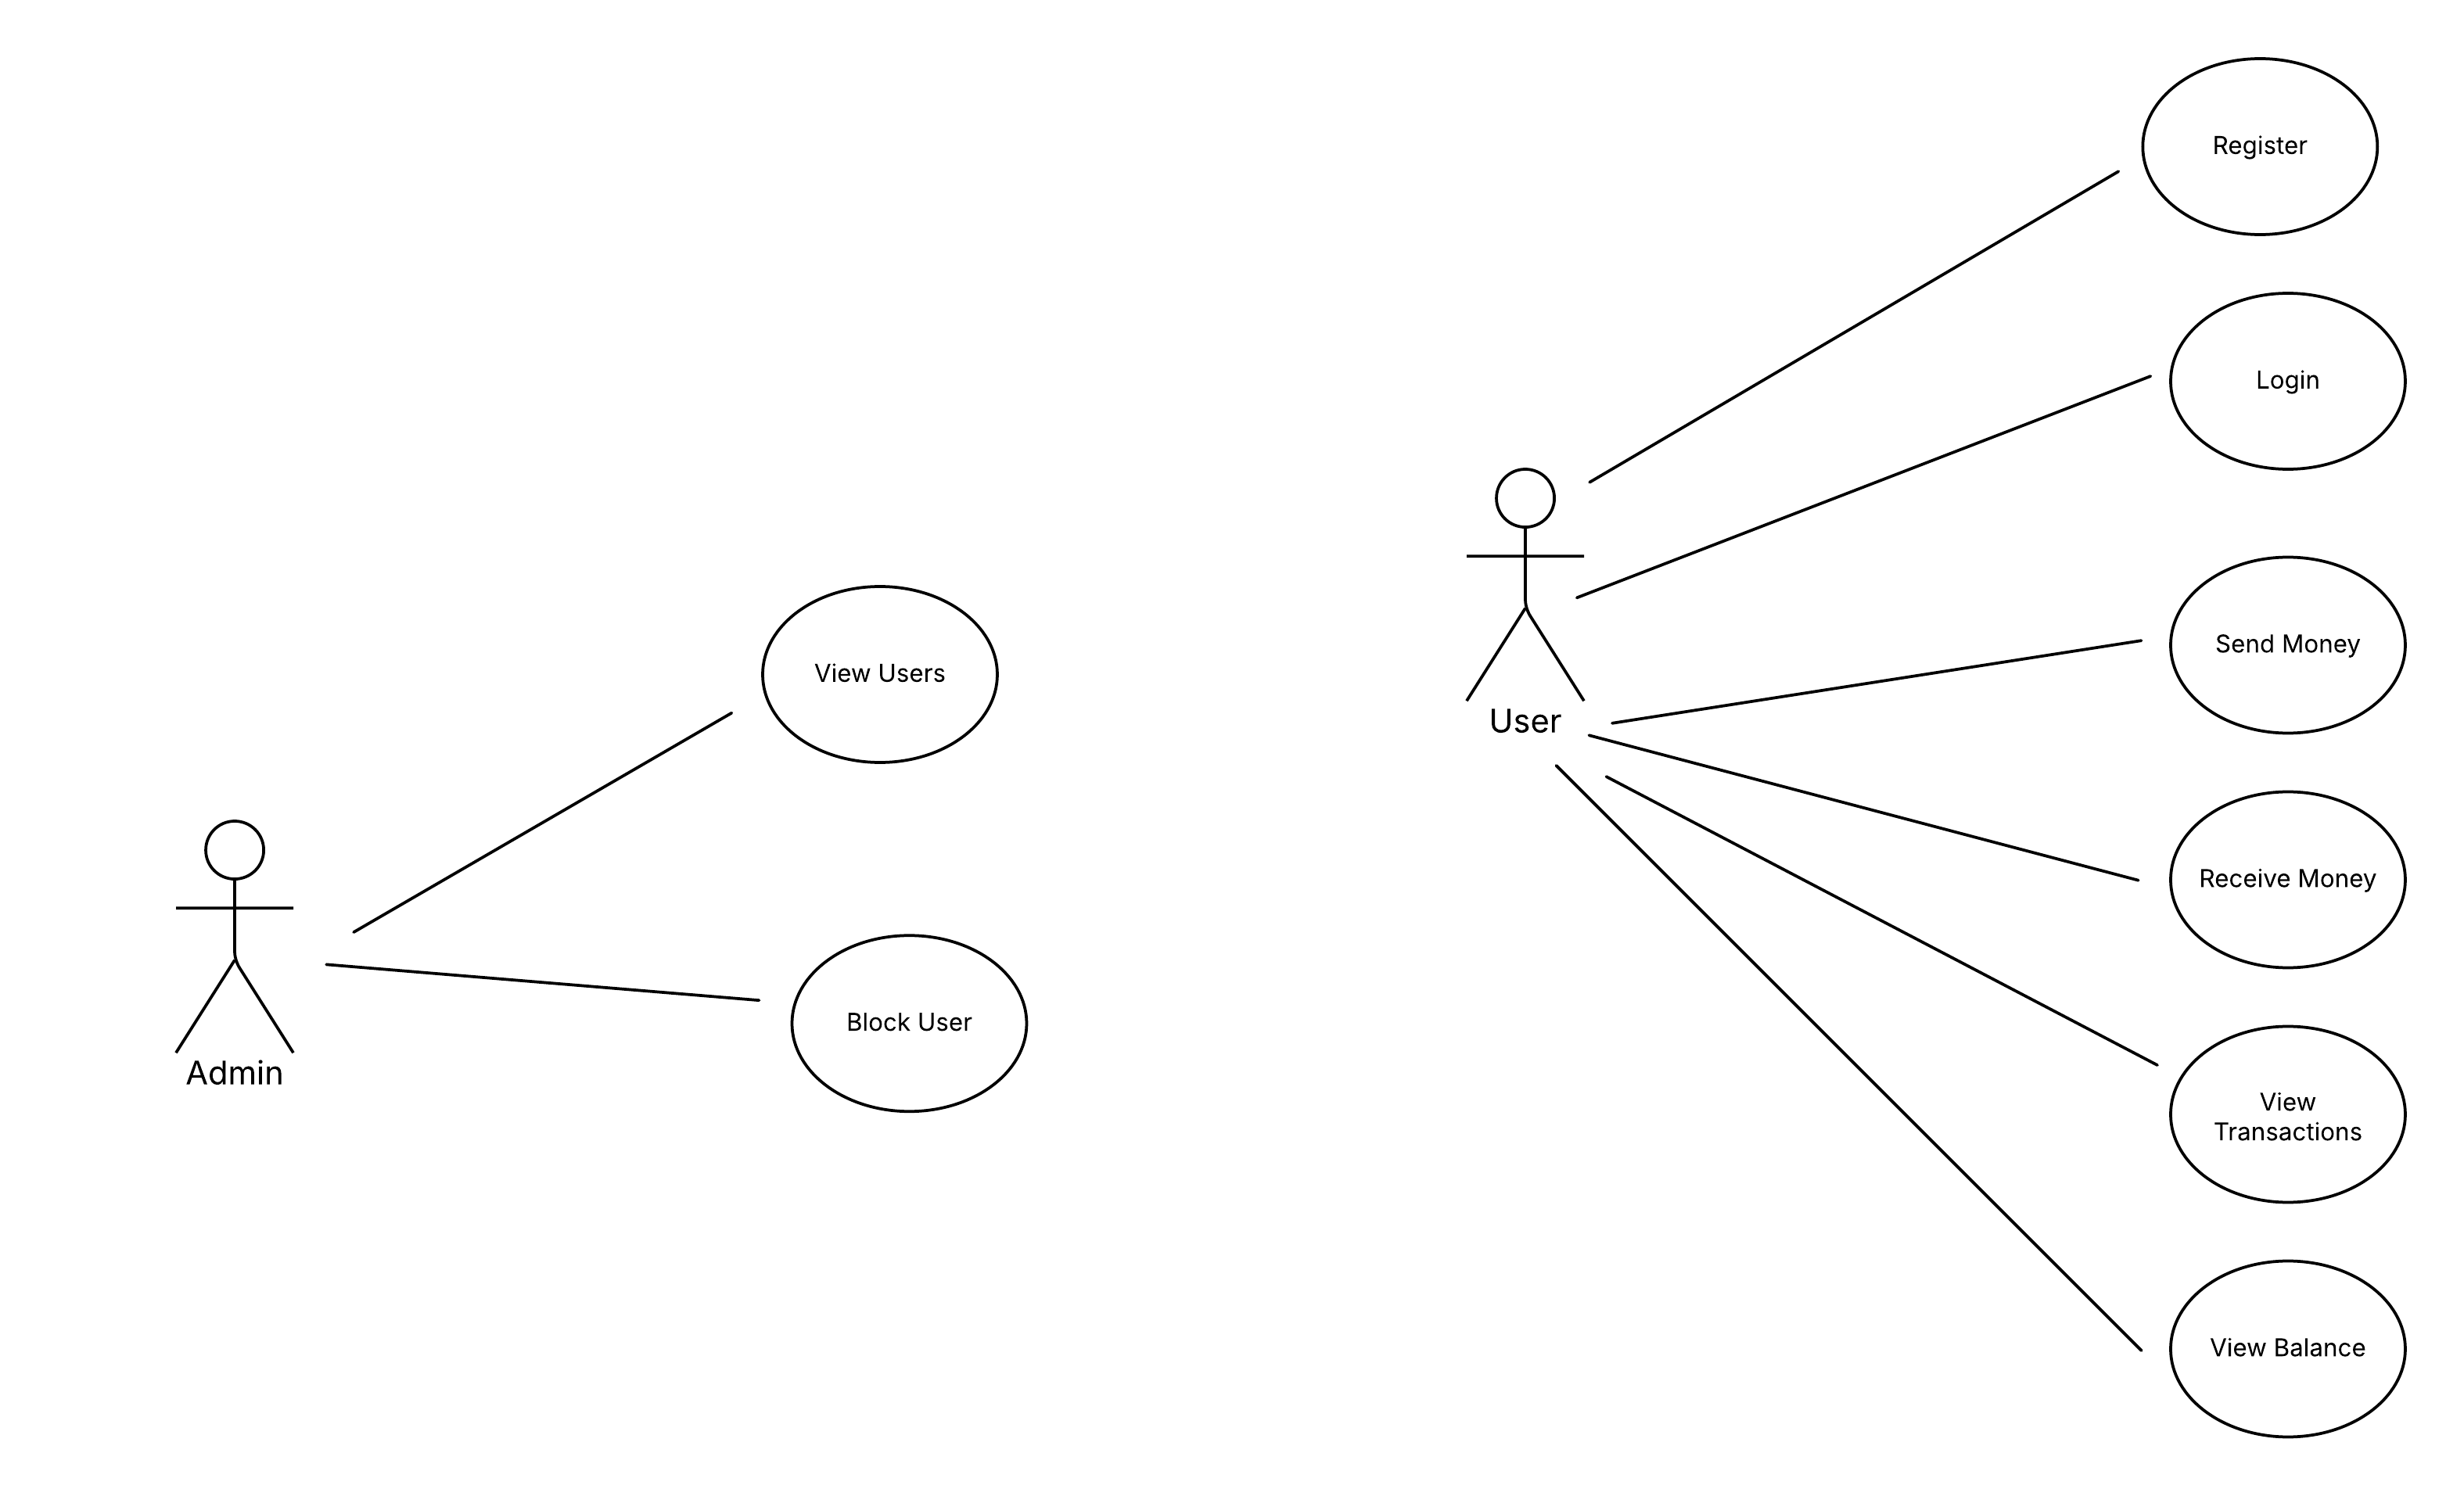 Register
Login
Send Money
User
Receive Money
View
Transactions
View Balance
View Users
Block User
Admin